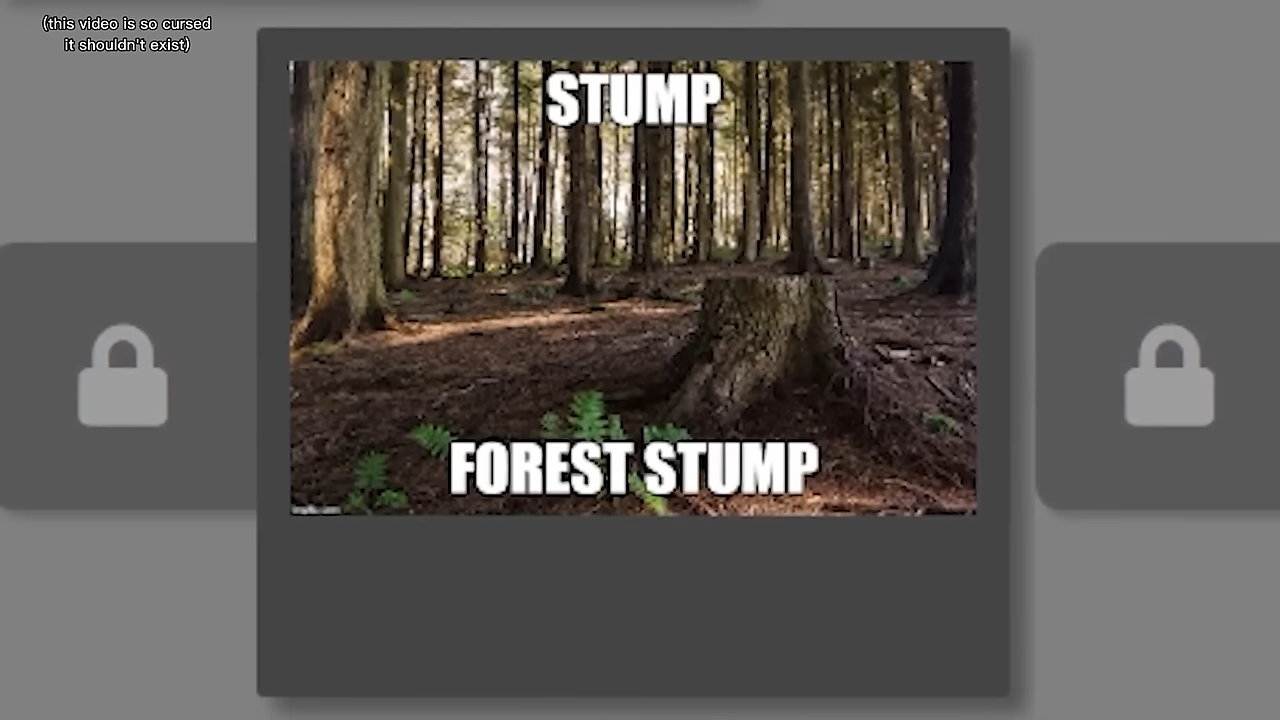 (this video is so cursed
it shouldn't exist)
STUMP
FOREST STUMP